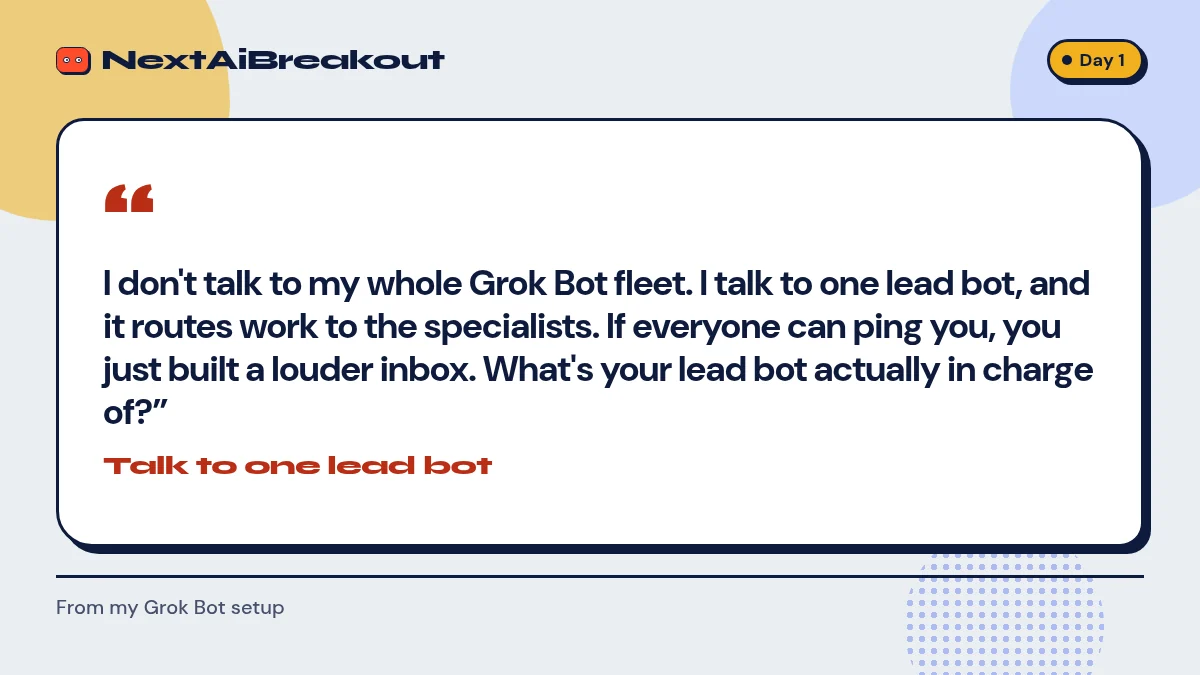 NextAiBreakout
Day 1
“
I don't talk to my whole Grok Bot fleet. I talk to one lead bot, and
it routes work to the specialists. If everyone can ping you, you
just built a louder inbox. What's your lead bot actually in charge
of?”
Talk to one lead bot
From my Grok Bot setup